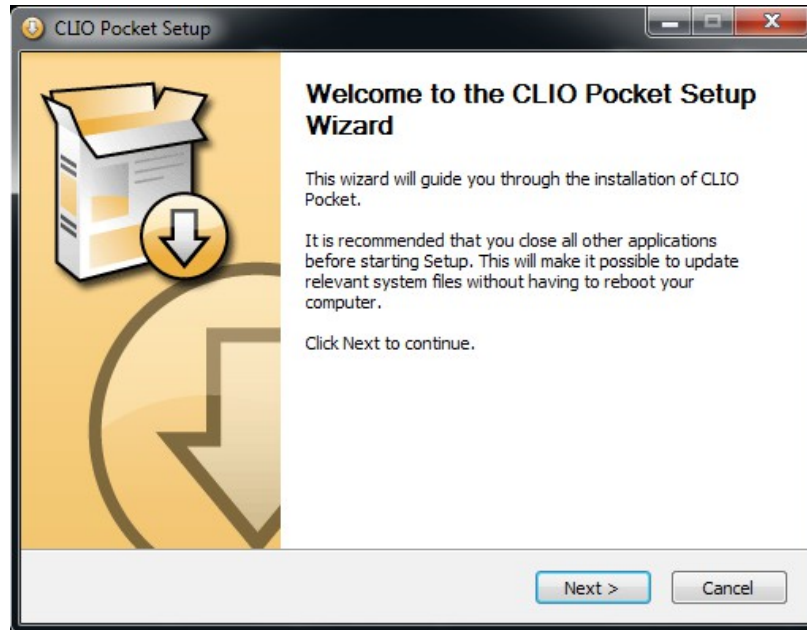 CLIO Pocket Setup
Welcome to the CLIO Pocket Setup
Wizard
This wizard will guide you through the installation of CLIO
Pocket.
It is recommended that you close all other applications
before starting Setup. This will make it possible to update
relevant system files without having to reboot your
computer.
Click Next to continue.
Next > Cancel